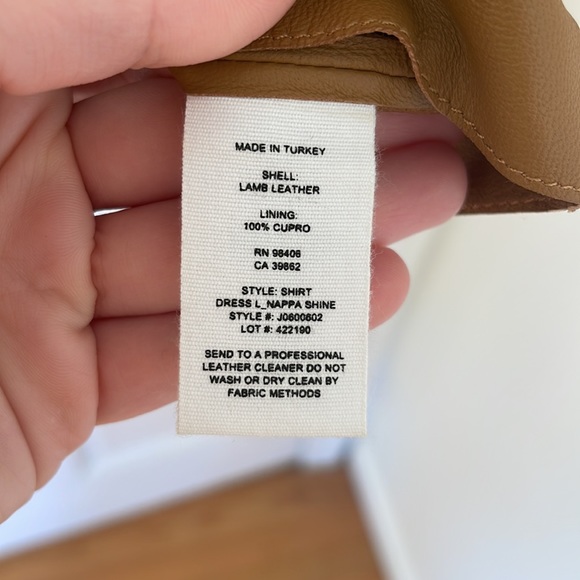 MADE IN TURKEY
SHELL:
LAMB LEATHER
LINING:
100% CUPRO
RN 98406
CA 39862
STYLE: SHIRT
DRESS L_NAPPA SHINE
STYLE #: J0600602
LOT #: 422190
SEND TO A PROFESSIONAL
LEATHER CLEANER DO NOT
WASH OR DRY CLEAN BY
FABRIC METHODS